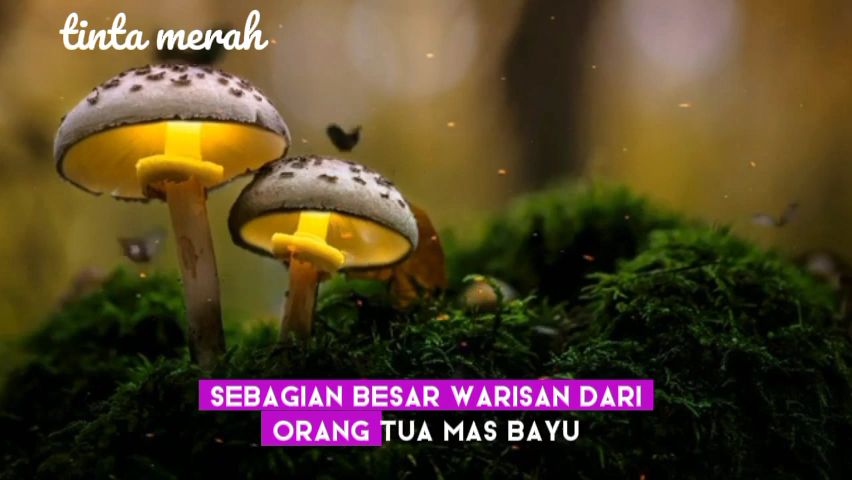 tinta merah
SEBAGIAN BESAR WARISAN DARI
ORANG TUA MAS BAYU